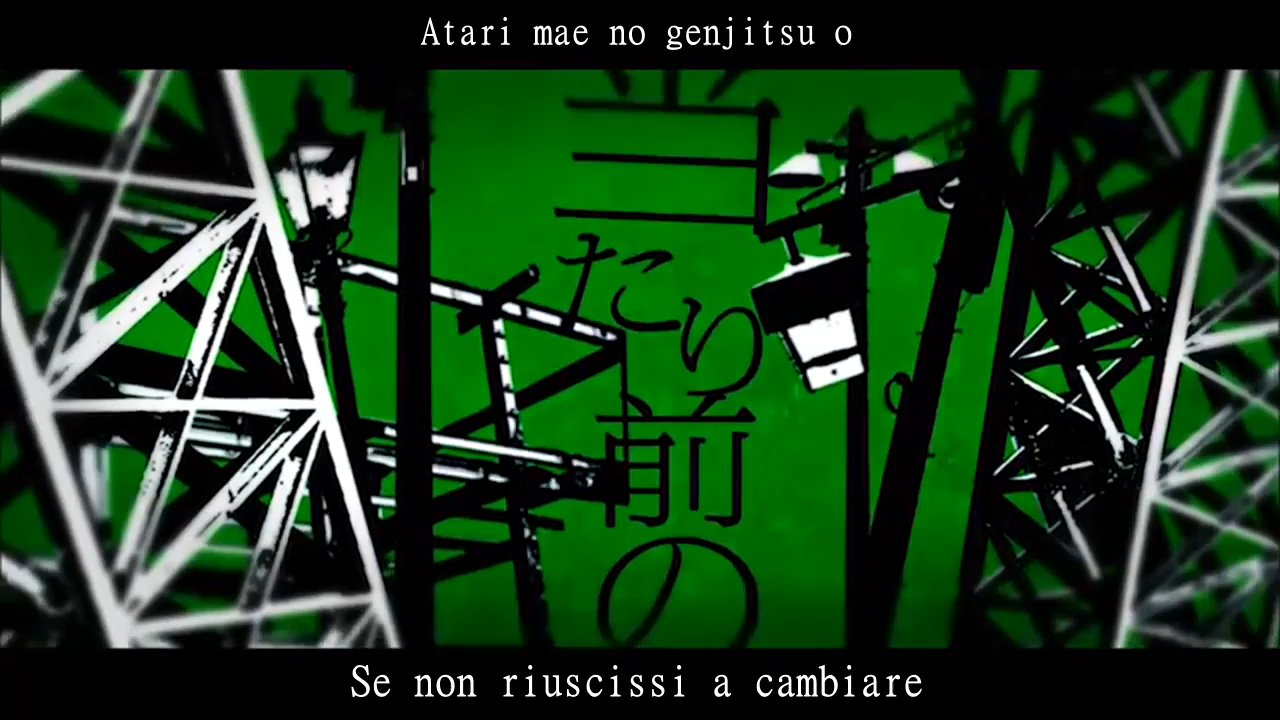 Atari mae no genjitsu o
当たり前の
Se non riuscissi a cambiare